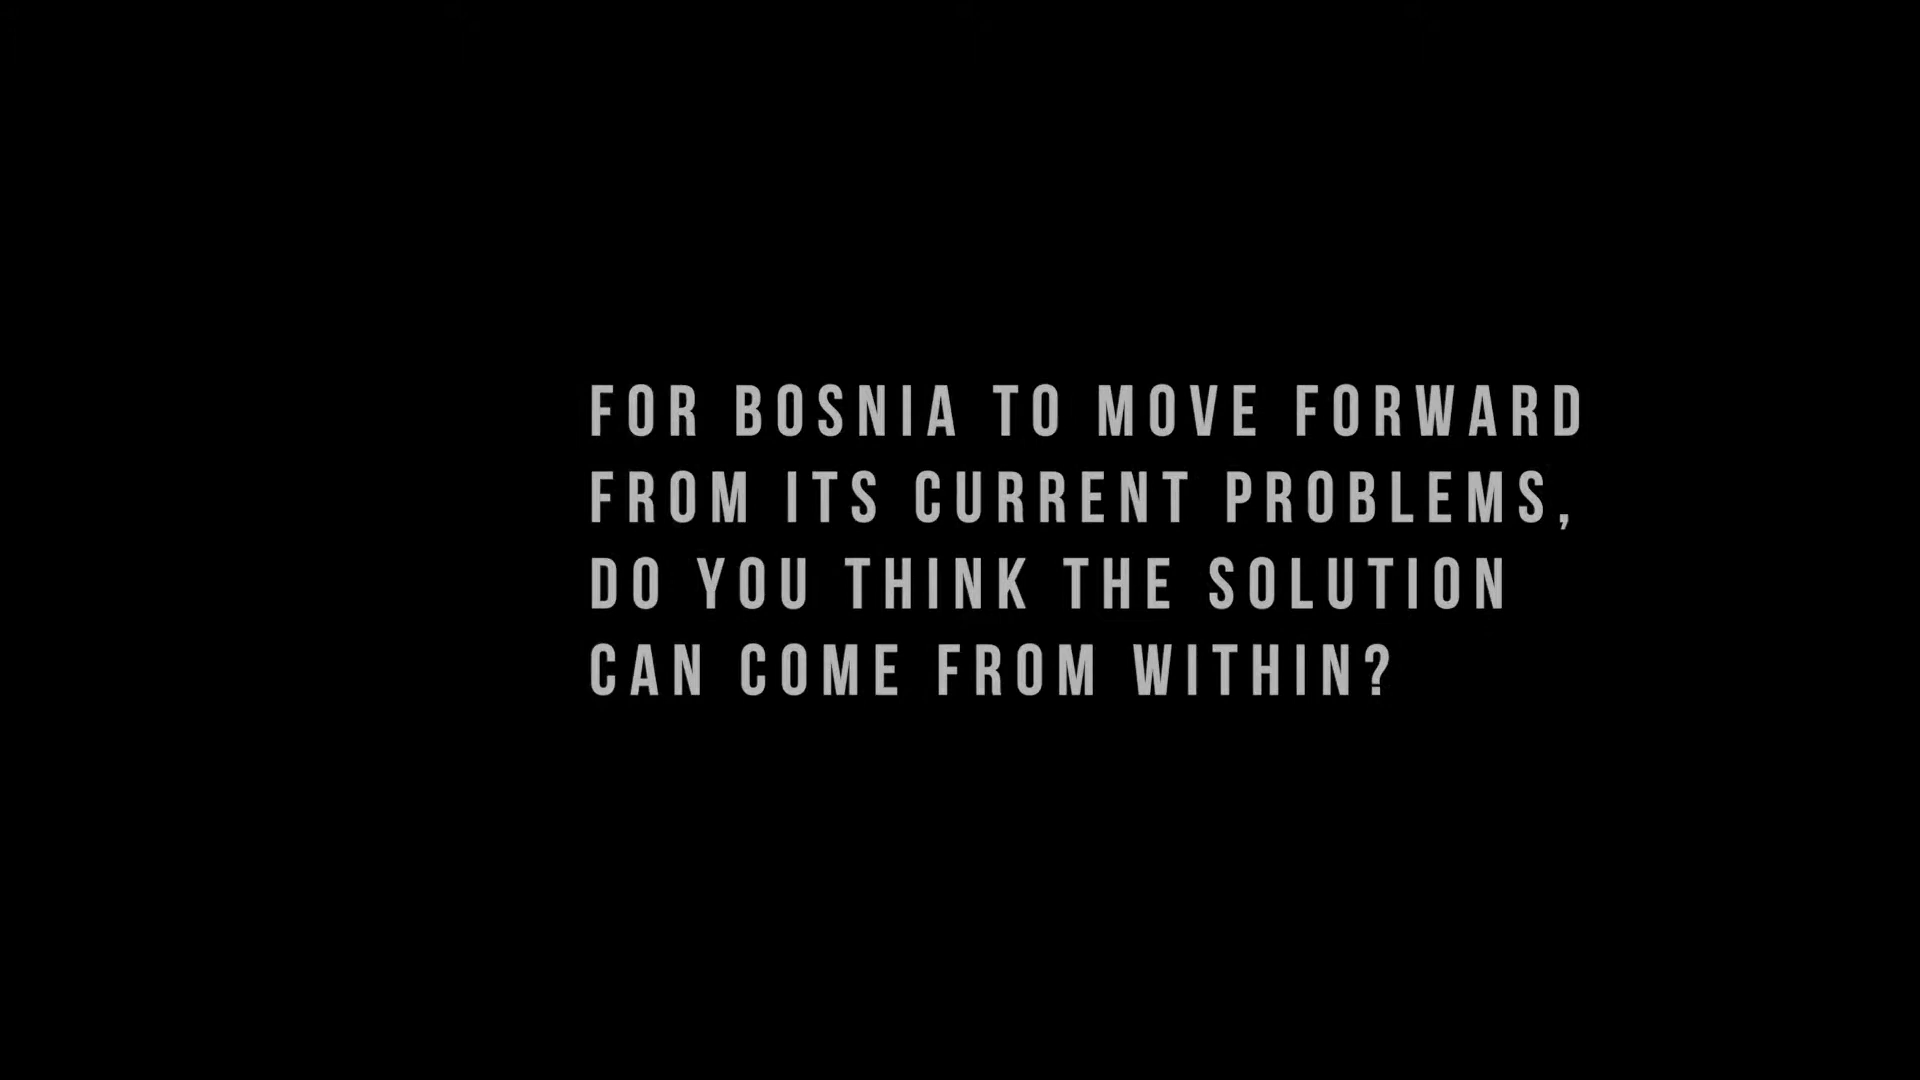 FOR BOSNIA TO MOVE FORWARD
FROM ITS CURRENT PROBLEMS,
DO YOU THINK THE SOLUTION
CAN COME FROM WITHIN?